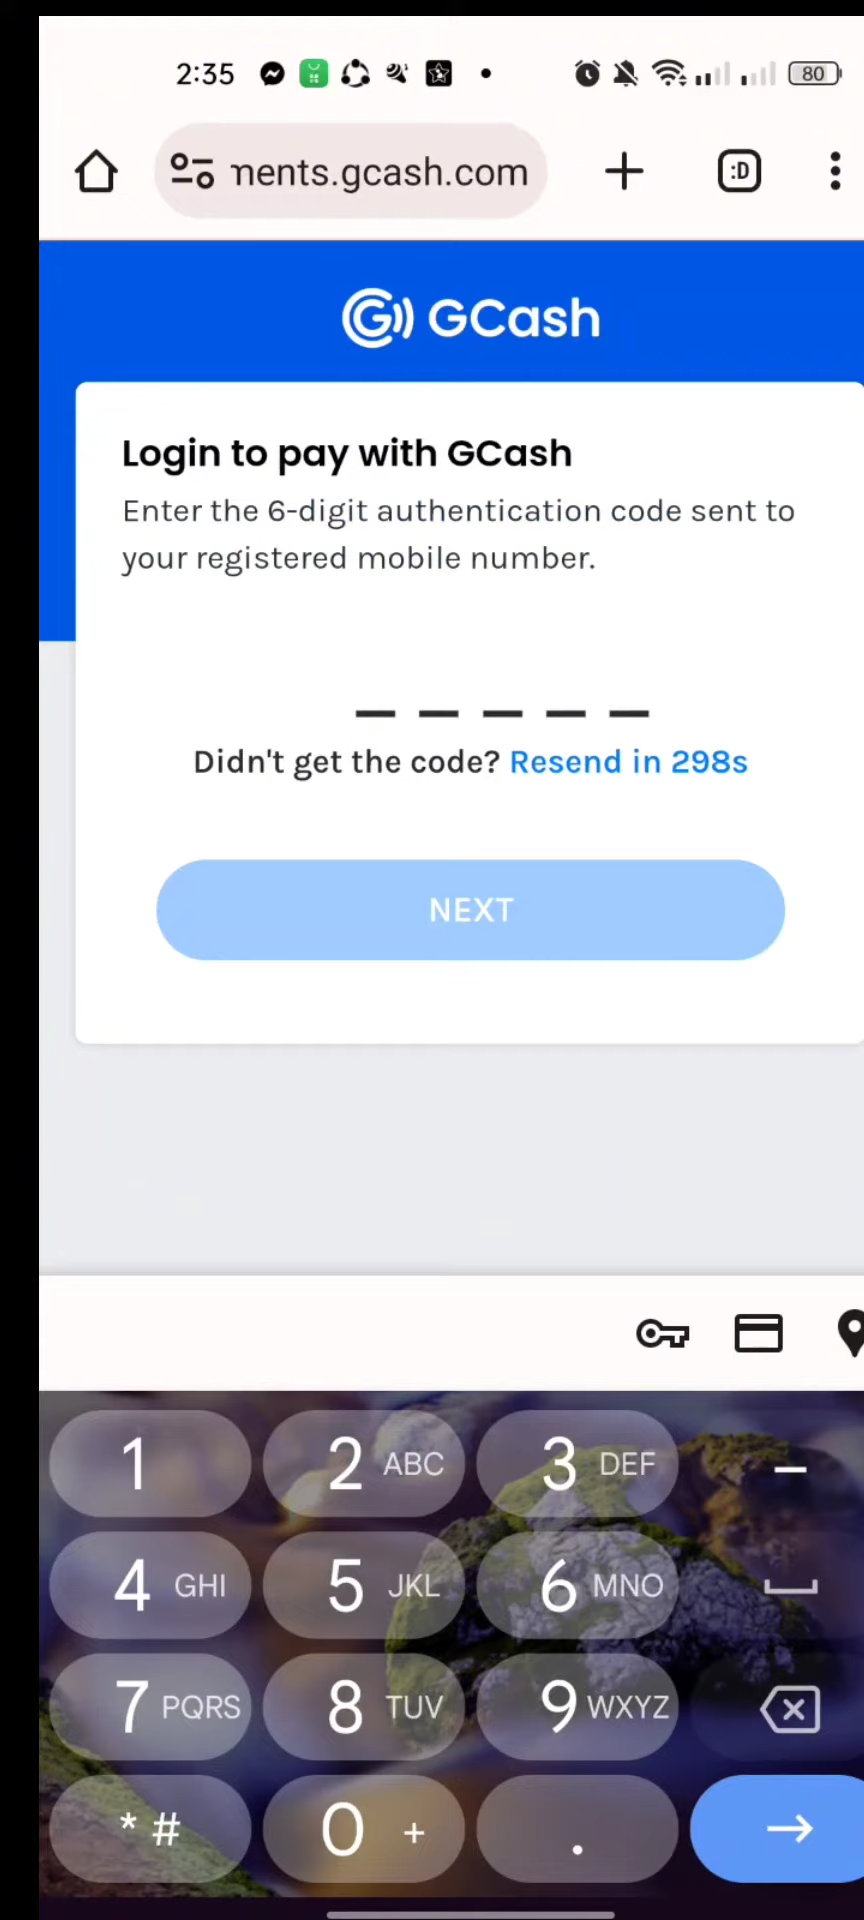 2:35
80
nents.gcash.com
:D
GCash
Login to pay with GCash
Enter the 6-digit authentication code sent to
your registered mobile number.
Didn't get the code? Resend in 298s
NEXT
1 2 ABC 3 DEF –
4 GHI 5 JKL 6 MNO
7 PQRS 8 TUV 9 WXYZ
* # 0 + .